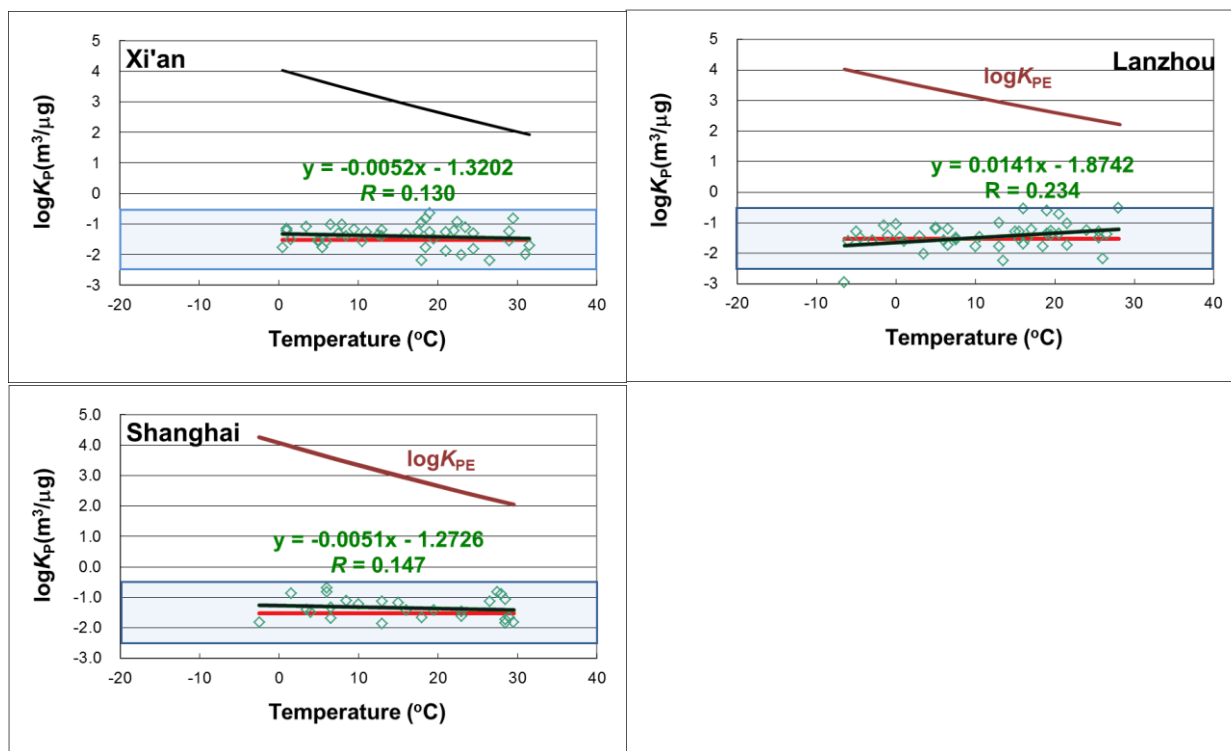 Xi'an
5
4
3
2
1
0
-1
-2
-3
logKP(m3/μg)
y = -0.0052x - 1.3202
R = 0.130
-20 -10 0 10 20 30 40
Temperature (oC)
Lanzhou
logKPE
5
4
3
2
1
0
-1
-2
-3
logKP(m3/μg)
y = 0.0141x - 1.8742
R = 0.234
-20 -10 0 10 20 30 40
Temperature (oC)
Shanghai
logKPE
5.0
4.0
3.0
2.0
1.0
0.0
-1.0
-2.0
-3.0
logKP(m3/μg)
y = -0.0051x - 1.2726
R = 0.147
-20 -10 0 10 20 30 40
Temperature (oC)